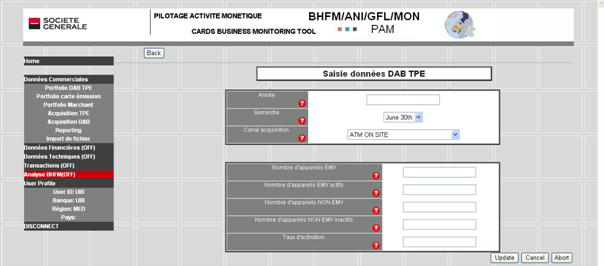 SOCIETE
GENERALE
PILOTAGE ACTIVITE MONETIQUE
CARDS BUSINESS MONITORING TOOL
BHFM/ANI/GFL/MON
PAM
Back
Home
Données Commerciales
Portfolio DAB TPE
Portfolio carte émission
Portfolio Marchant
Acquisition TPE
Acquisition DAB
Reporting
Import de fichier
Données Financières (OFF)
Données Techniques (OFF)
Transactions (OFF)
Analyse BHFM(OFF)
User Profile
User ID: UIB
Banque: UIB
Région: MED
Pays:
DISCONNECT
Saisie données DAB TPE
Année
?
Semestre
?
June 30th
Canal acquisition
?
ATM ON SITE
Nombre d'appareils EMV
?
Nombre d'appareils EMV actifs
?
Nombre d'appareils NON EMV
?
Nombre d'appareils NON EMV inactifs
?
Taux d'activation
?
Update
Cancel
Abort